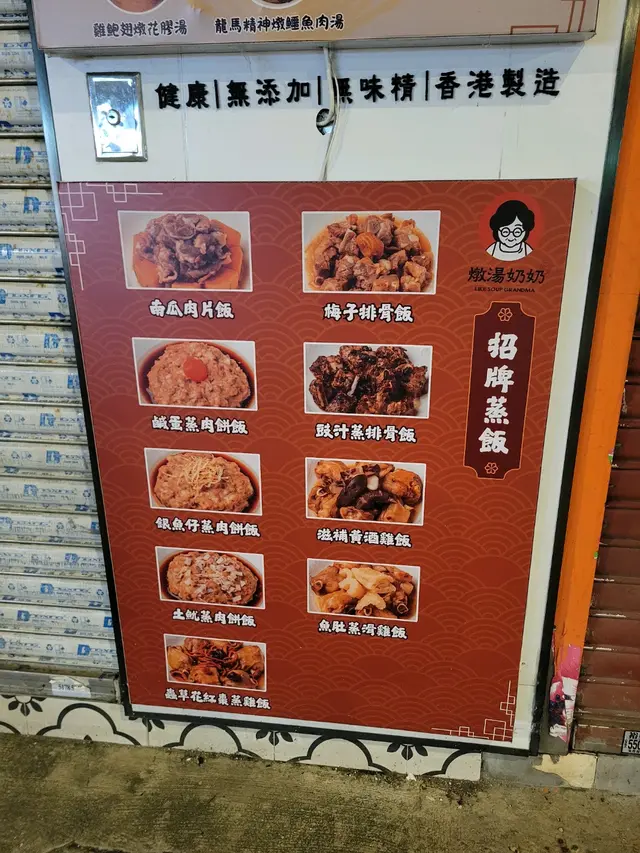 雞鮑翅燉花膠湯
龍馬精神燉鱷魚肉湯
健康|無添加|無味精|香港製造
燉湯奶奶
LIKE SOUP GRANDMA
招牌蒸飯
南瓜肉片飯
梅子排骨飯
鹹蛋蒸肉餅飯
豉汁蒸排骨飯
銀魚仔蒸肉餅飯
滋補黃酒雞飯
土魷蒸肉餅飯
魚肚蒸滑雞飯
蟲草花紅棗蒸雞飯